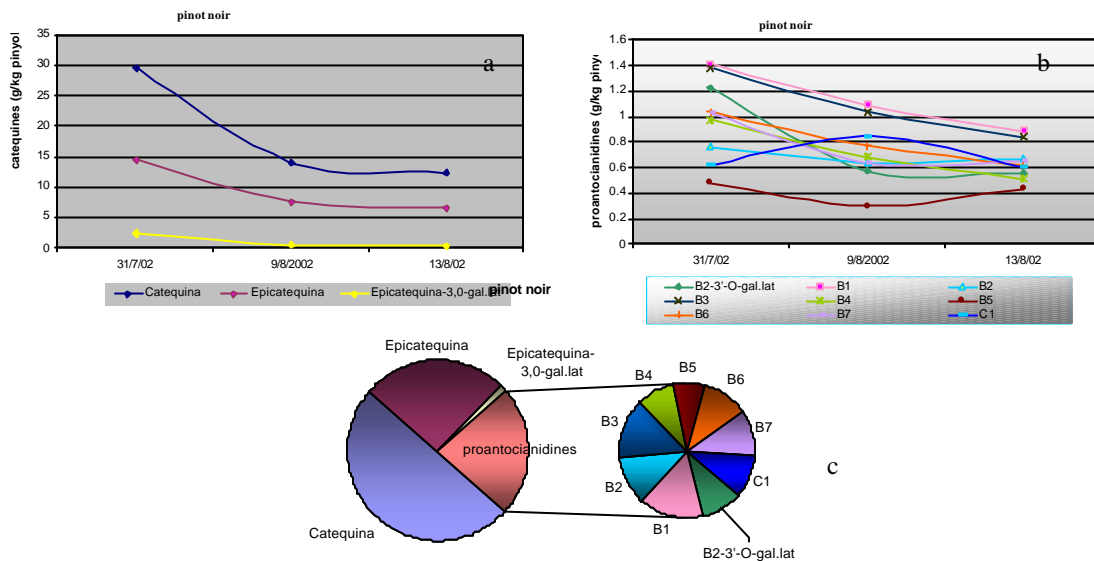 pinot noir
a
catequines (g/kg pinyol
35
30
25
20
15
10
5
0
31/7/02
9/8/2002
13/8/02
Catequina
Epicatequina
Epicatequina-3,0-gal.lat
pinot noir
pinot noir
b
proantocianidines (g/kg pinyo
1.6
1.4
1.2
1
0.8
0.6
0.4
0.2
0
31/7/02
9/8/2002
13/8/02
B2-3'-O-gal.lat
B1
B2
B3
B4
B5
B6
B7
C1
Epicatequina
Epicatequina-
3,0-gal.lat
proantocianidines
Catequina
B4
B5
B6
B3
B7
B2
C1
B1
B2-3'-O-gal.lat
c